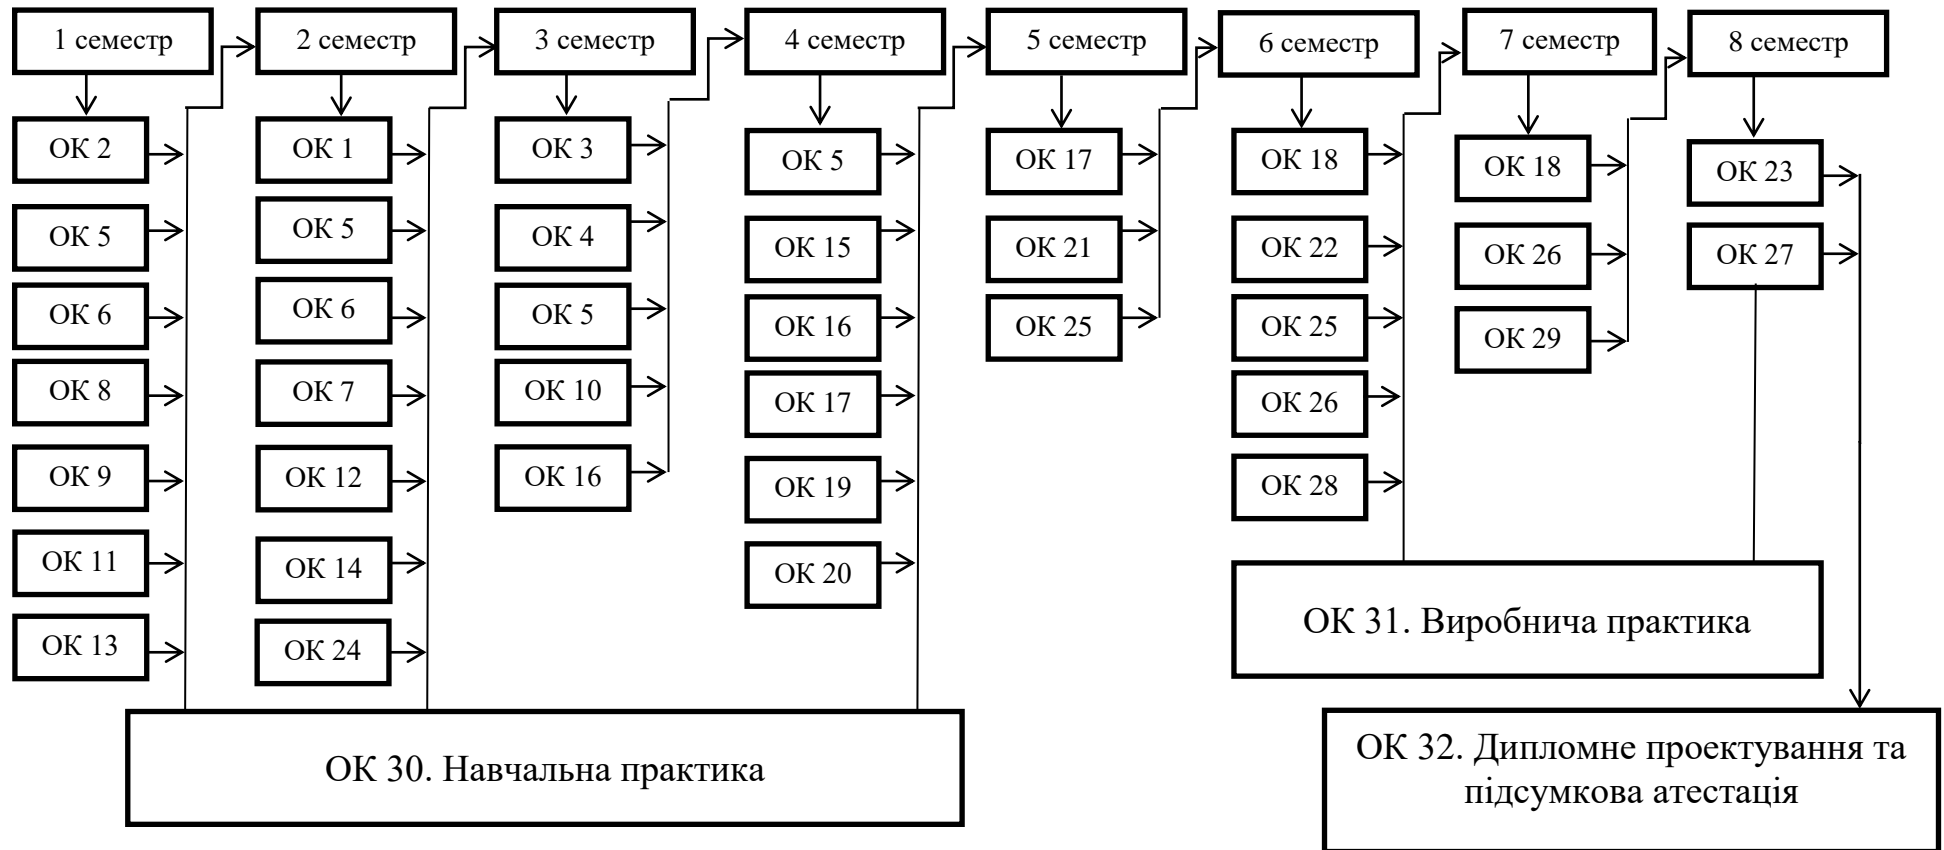 1 семестр
2 семестр
3 семестр
4 семестр
5 семестр
6 семестр
7 семестр
8 семестр
ОК 2
ОК 5
ОК 6
ОК 8
ОК 9
ОК 11
ОК 13
ОК 1
ОК 5
ОК 6
ОК 7
ОК 12
ОК 14
ОК 24
ОК 3
ОК 4
ОК 5
ОК 10
ОК 16
ОК 5
ОК 15
ОК 16
ОК 17
ОК 19
ОК 20
ОК 17
ОК 21
ОК 25
ОК 18
ОК 22
ОК 25
ОК 26
ОК 28
ОК 18
ОК 26
ОК 29
ОК 23
ОК 27
ОК 30. Навчальна практика
ОК 31. Виробнича практика
ОК 32. Дипломне проектування та
підсумкова атестація